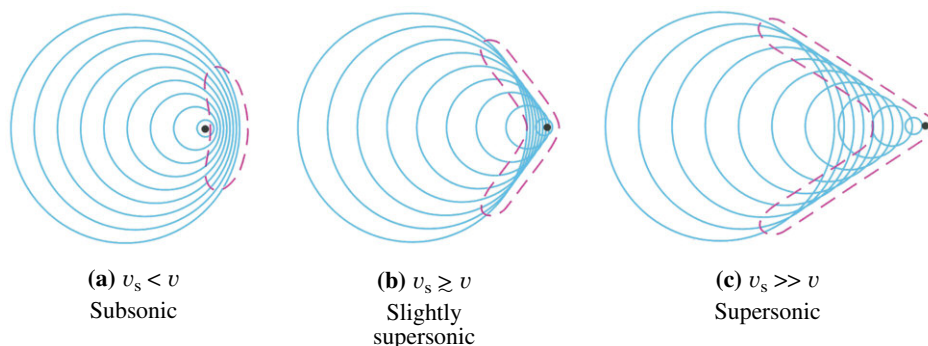 (a) vs < v
Subsonic
(b) vs ≳ v
Slightly
supersonic
(c) vs >> v
Supersonic